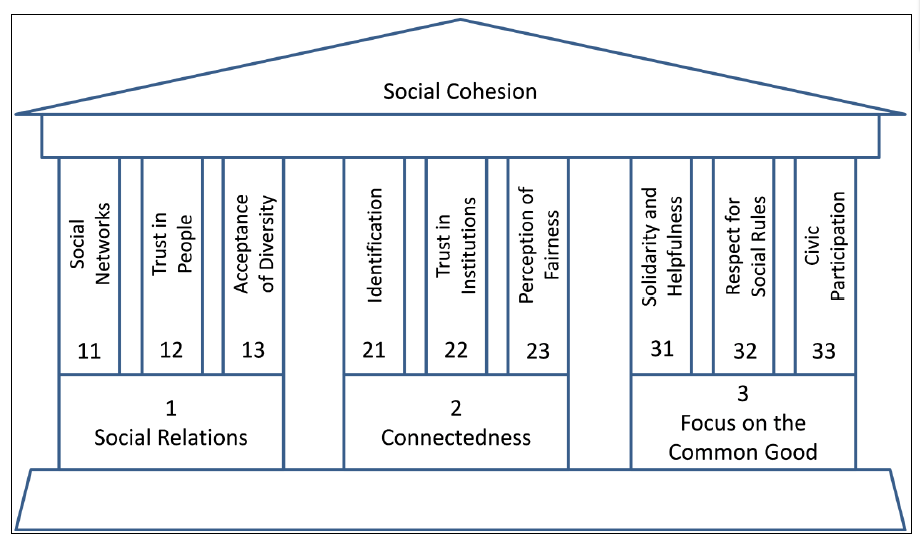 Social Cohesion
Social
Networks
11
Trust in
People
12
Acceptance
of Diversity
13
Identification
21
Trust in
Institutions
22
Perception of
Fairness
23
Solidarity and
Helpfulness
31
Respect for
Social Rules
32
Civic
Participation
33
1
Social Relations
2
Connectedness
3
Focus on the
Common Good